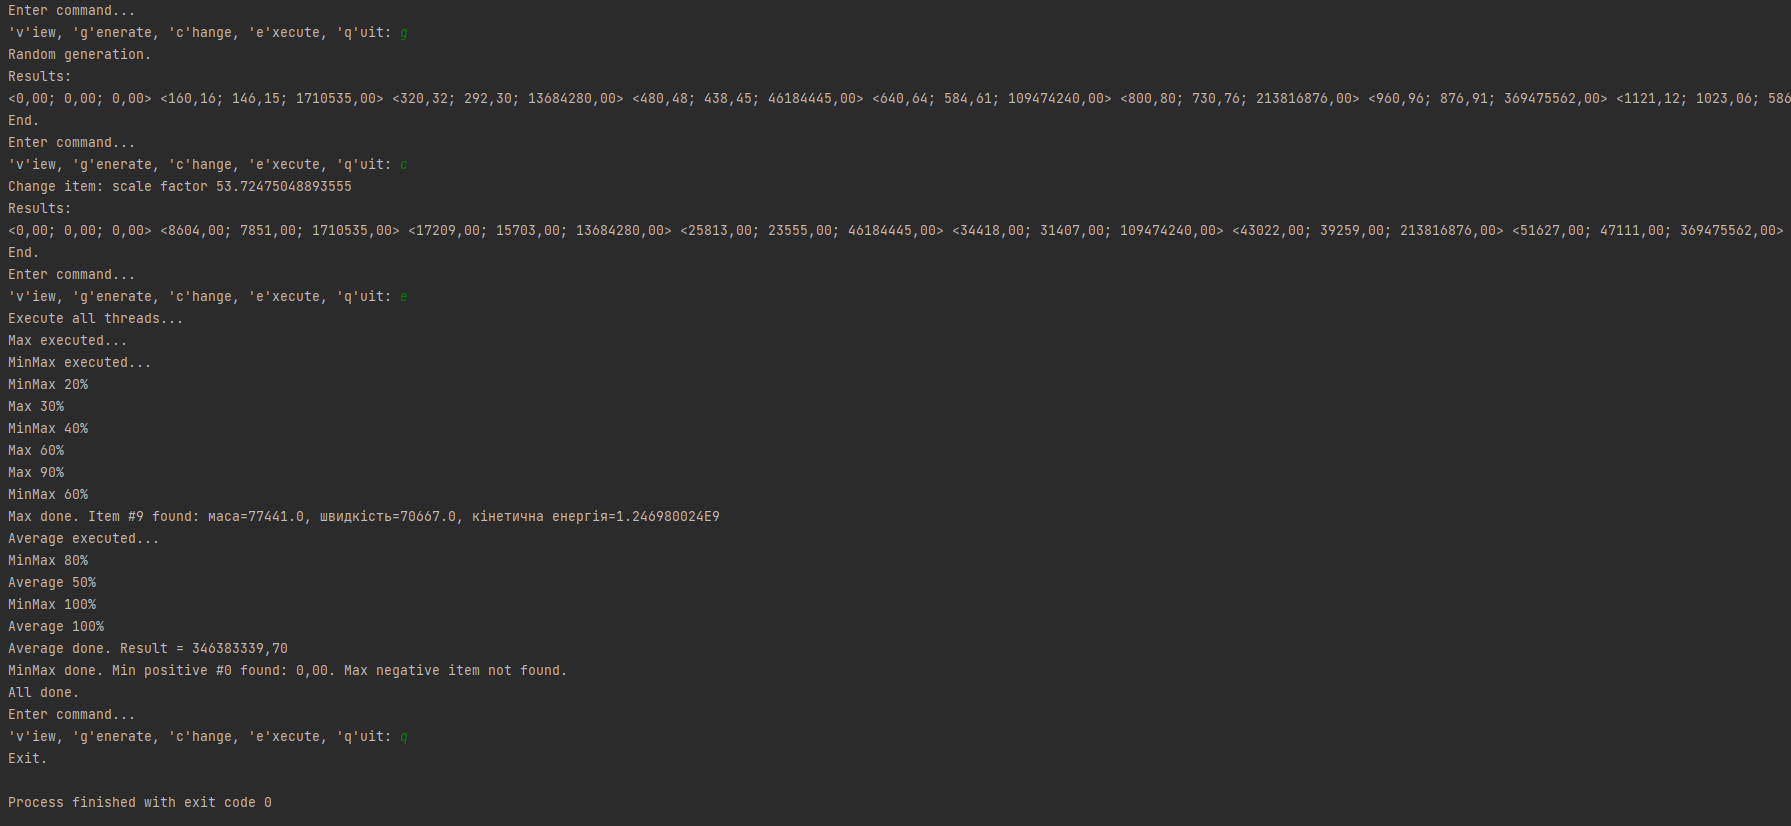 Enter command...
'v'iew, 'g'enerate, 'c'hange, 'e'xecute, 'q'uit: g
Random generation.
Results:
<0,00; 0,00; 0,00> <160,16; 146,15; 1710535,00> <320,32; 292,30; 13684280,00> <480,48; 438,45; 46184445,00> <640,64; 584,61; 109474240,00> <800,80; 730,76; 213816876,00> <960,96; 876,91; 369475562,00> <1121,12; 1023,06; 586
End.
Enter command...
'v'iew, 'g'enerate, 'c'hange, 'e'xecute, 'q'uit: c
Change item: scale factor 53.72475048893555
Results:
<0,00; 0,00; 0,00> <8604,00; 7851,00; 1710535,00> <17209,00; 15703,00; 13684280,00> <25813,00; 23555,00; 46184445,00> <34418,00; 31407,00; 109474240,00> <43022,00; 39259,00; 213816876,00> <51627,00; 47111,00; 369475562,00>
End.
Enter command...
'v'iew, 'g'enerate, 'c'hange, 'e'xecute, 'q'uit: e
Execute all threads...
Max executed...
MinMax executed...
MinMax 20%
Max 30%
MinMax 40%
Max 60%
Max 90%
MinMax 60%
Max done. Item #9 found: маса=77441.0, швидкість=70667.0, кінетична енергія=1.246980024E9
Average executed...
MinMax 80%
Average 50%
MinMax 100%
Average 100%
Average done. Result = 346383339,70
MinMax done. Min positive #0 found: 0,00. Max negative item not found.
All done.
Enter command...
'v'iew, 'g'enerate, 'c'hange, 'e'xecute, 'q'uit: q
Exit.
Process finished with exit code 0